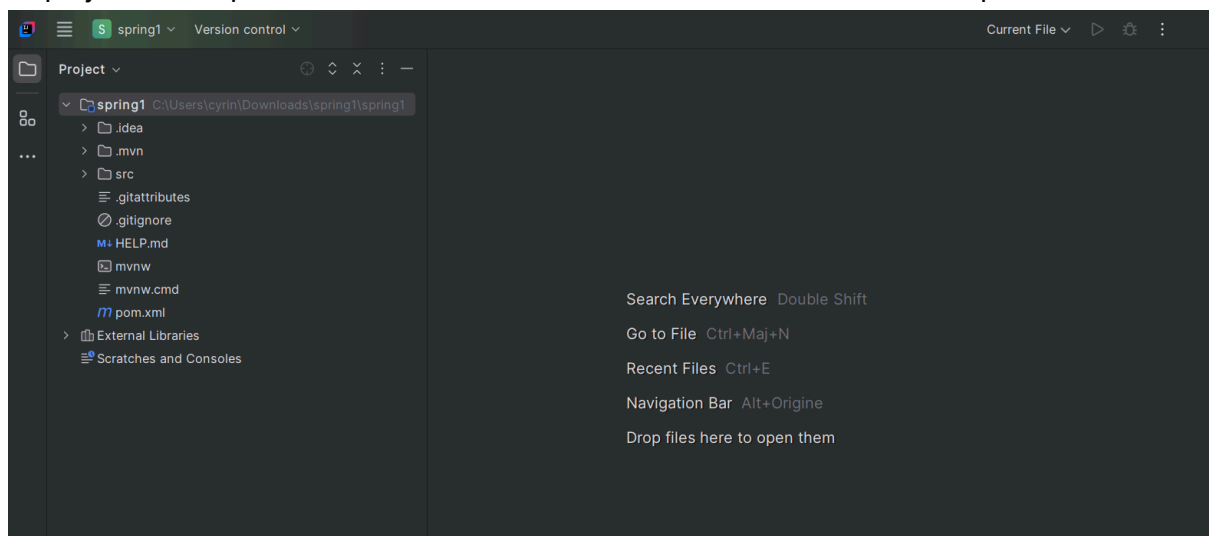 S spring1 Version control Current File
Project
spring1 C:\Users\cyrin\Downloads\spring1\spring1
.idea
.mvn
src
.gitattributes
.gitignore
M↓ HELP.md
mvnw
mvnw.cmd
m pom.xml
External Libraries
Scratches and Consoles
Search Everywhere Double Shift
Go to File Ctrl+Maj+N
Recent Files Ctrl+E
Navigation Bar Alt+Origine
Drop files here to open them